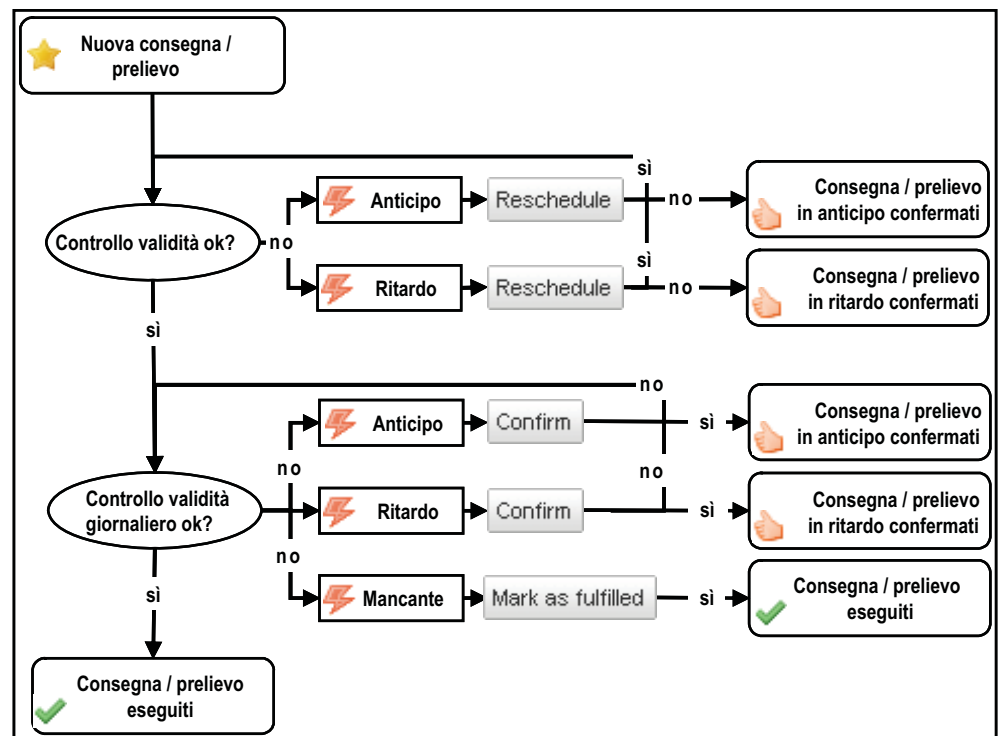 Nuova consegna /
prelievo
sì
Anticipo
Reschedule
no
Consegna / prelievo
in anticipo confermati
Controllo validità ok?
no
sì
Ritardo
Reschedule
no
Consegna / prelievo
in ritardo confermati
sì
no
Anticipo
Confirm
sì
Consegna / prelievo
in anticipo confermati
no
no
Controllo validità
giornaliero ok?
Ritardo
Confirm
sì
Consegna / prelievo
in ritardo confermati
no
sì
Mancante
Mark as fulfilled
sì
Consegna / prelievo
eseguiti
Consegna / prelievo
eseguiti